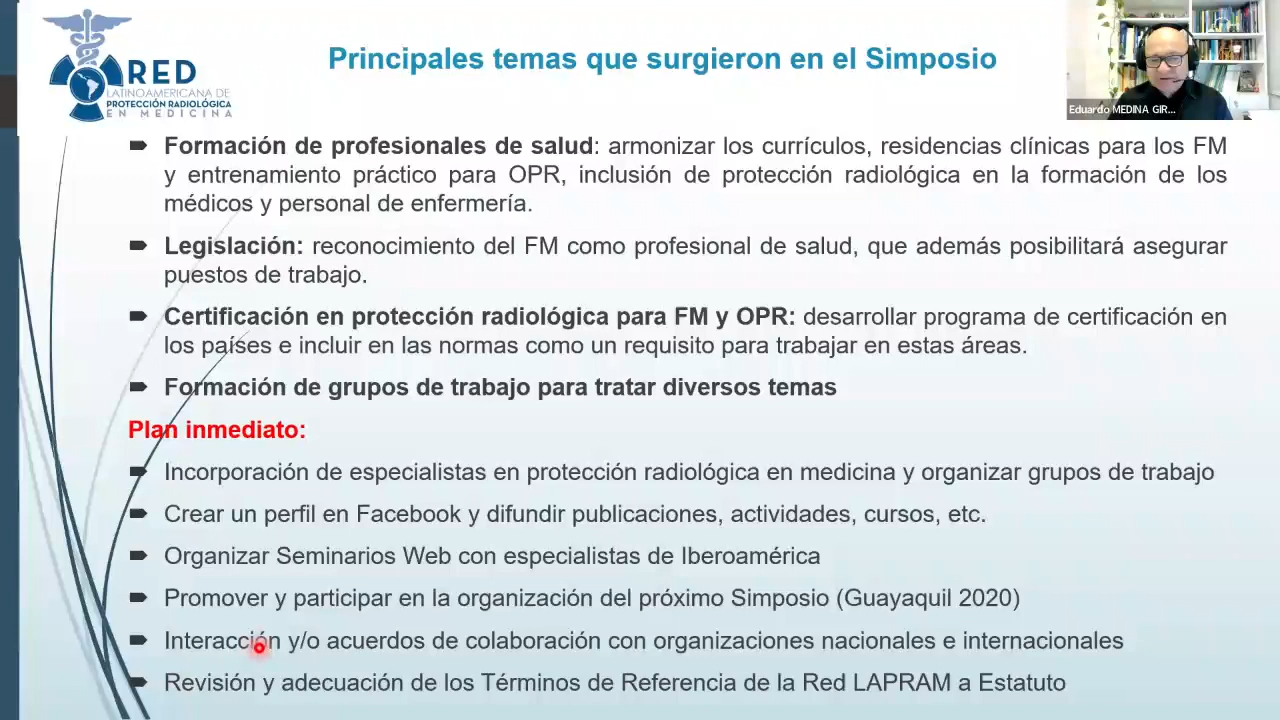 RED
LATINOAMERICANA DE
PROTECCIÓN RADIOLÓGICA
EN MEDICINA
Principales temas que surgieron en el Simposio
Eduardo MEDINA GIR...
Formación de profesionales de salud: armonizar los currículos, residencias clínicas para los FM
y entrenamiento práctico para OPR, inclusión de protección radiológica en la formación de los
médicos y personal de enfermería.
Legislación: reconocimiento del FM como profesional de salud, que además posibilitará asegurar
puestos de trabajo.
Certificación en protección radiológica para FM y OPR: desarrollar programa de certificación en
los países e incluir en las normas como un requisito para trabajar en estas áreas.
Formación de grupos de trabajo para tratar diversos temas
Plan inmediato:
Incorporación de especialistas en protección radiológica en medicina y organizar grupos de trabajo
Crear un perfil en Facebook y difundir publicaciones, actividades, cursos, etc.
Organizar Seminarios Web con especialistas de Iberoamérica
Promover y participar en la organización del próximo Simposio (Guayaquil 2020)
Interacción y/o acuerdos de colaboración con organizaciones nacionales e internacionales
Revisión y adecuación de los Términos de Referencia de la Red LAPRAM a Estatuto